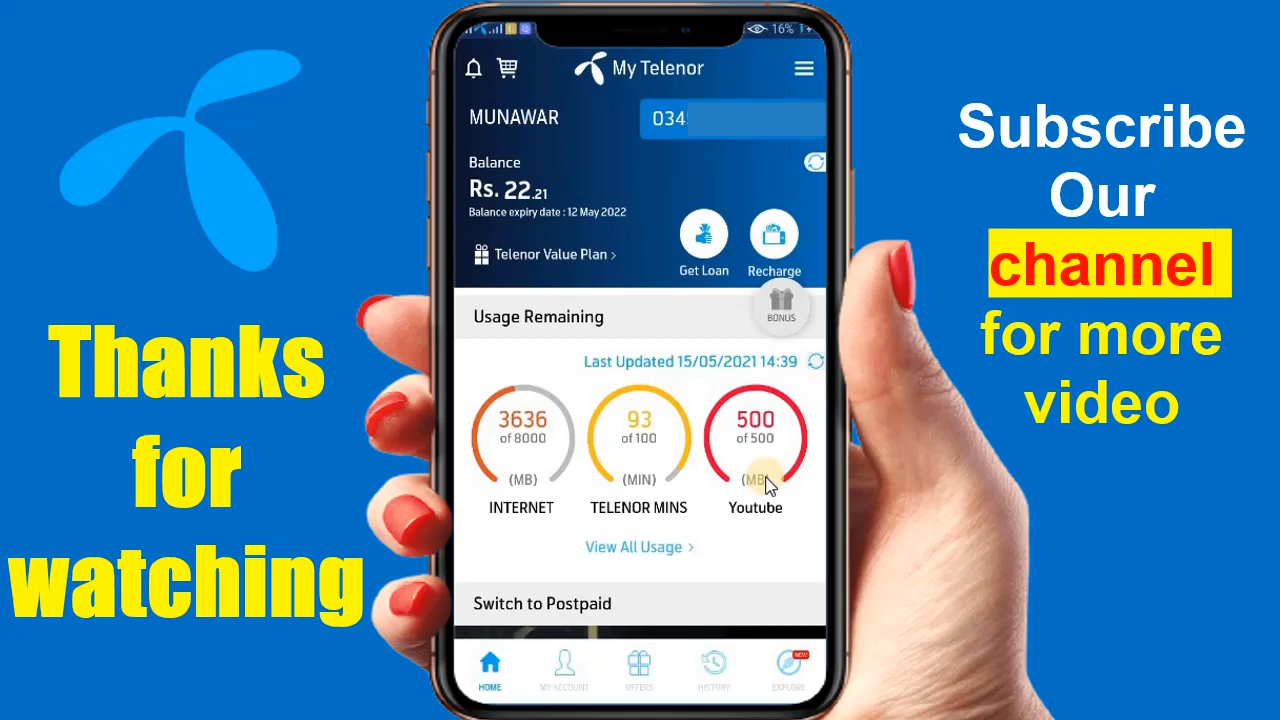 Thanks
for
watching
16%
My Telenor
MUNAWAR
034
Balance
Rs. 22.21
Balance expiry date : 12 May 2022
Telenor Value Plan >
Get Loan
Recharge
BONUS
Usage Remaining
Last Updated 15/05/2021 14:39
3636
of 8000
(MB)
INTERNET
93
of 100
(MIN)
TELENOR MINS
500
of 500
(MB)
Youtube
View All Usage >
Switch to Postpaid
HOME
MY ACCOUNT
OFFERS
HISTORY
NEW
EXPLORE
Subscribe
Our
channel
for more
video